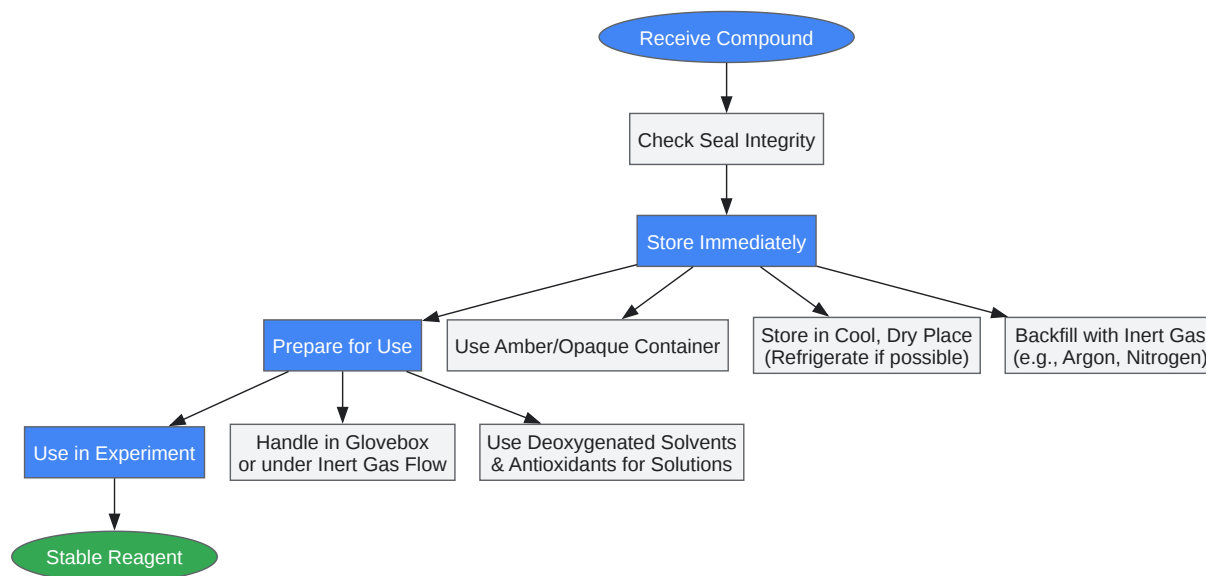 Receive Compound
Check Seal Integrity
Store Immediately
Prepare for Use
Use Amber/Opaque Container
Store in Cool, Dry Place
(Refrigerate if possible)
Backfill with Inert Gas
(e.g., Argon, Nitrogen)
Use in Experiment
Handle in Glovebox
or under Inert Gas Flow
Use Deoxygenated Solvents
& Antioxidants for Solutions
Stable Reagent